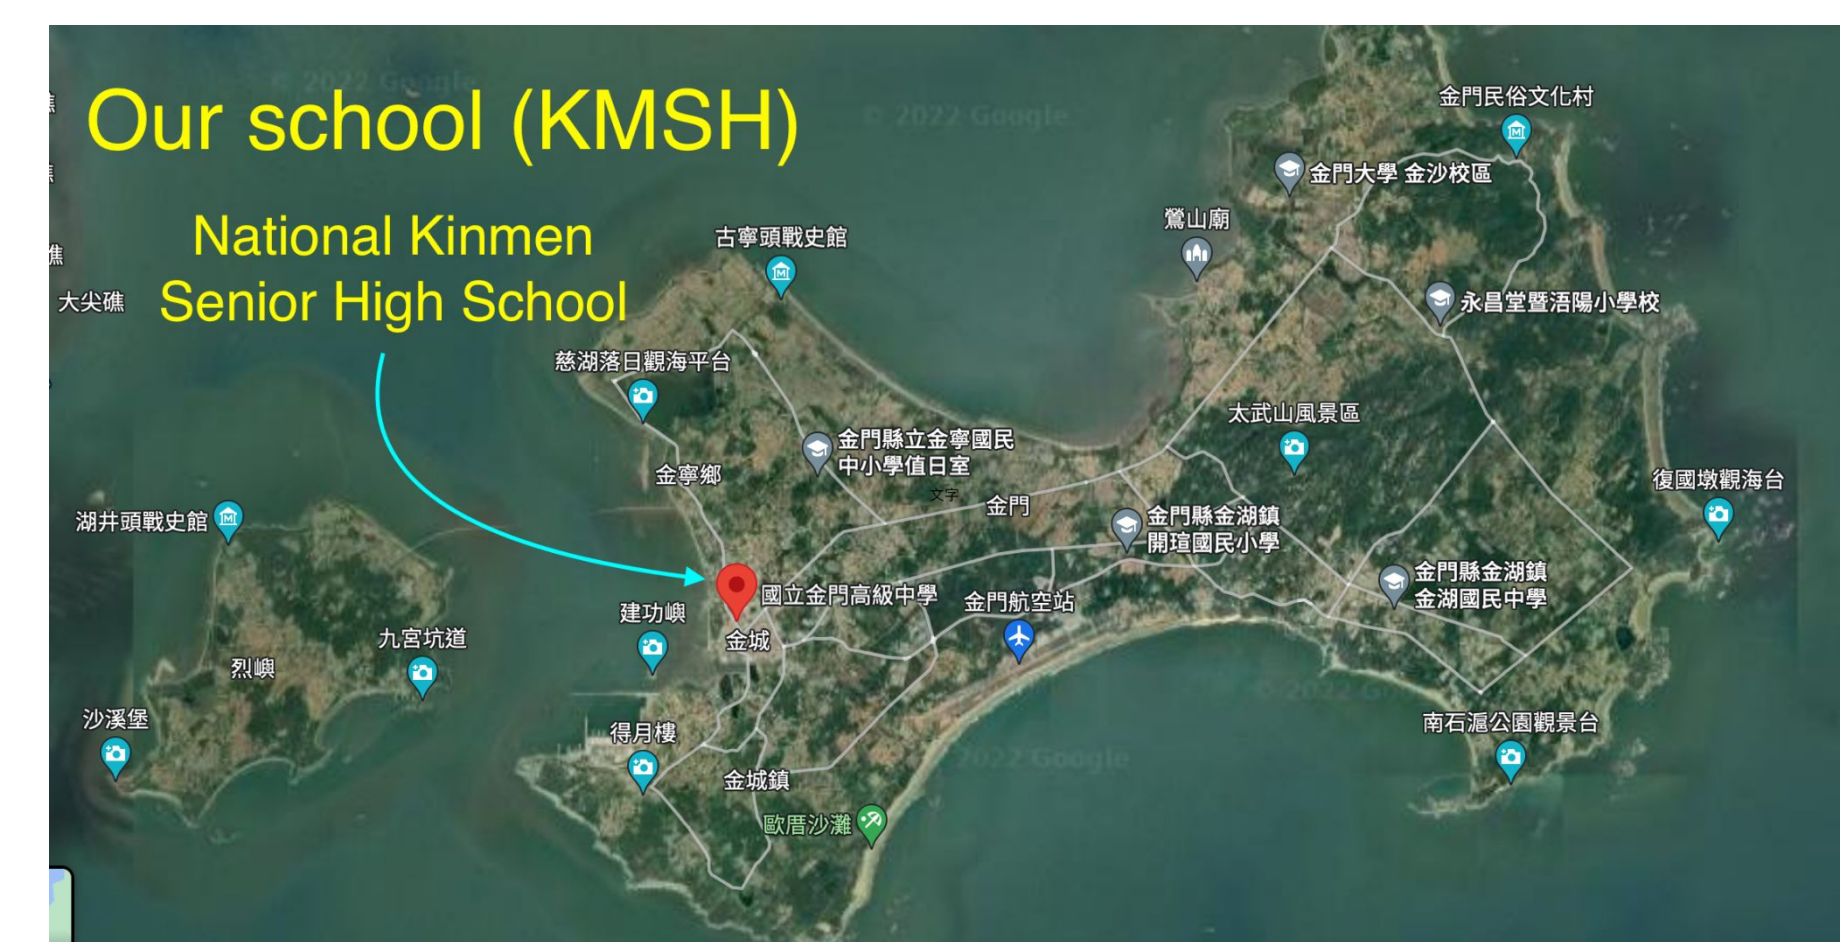 Our school (KMSH)
National Kinmen
Senior High School
© 2022 Google
© 2022 Google
金門民俗文化村
金門大學 金沙校區
鶯山廟
古寧頭戰史館
大尖礁
永昌堂暨浯陽小學校
慈湖落日觀海平台
太武山風景區
金門縣立金寧國民
中小學值日室
金寧鄉
復國墩觀海台
文字
金門
湖井頭戰史館
金門縣金湖鎮
開瑄國民小學
金門縣金湖鎮
金湖國民中學
國立金門高級中學
金門航空站
建功嶼
金城
九宮坑道
烈嶼
沙溪堡
得月樓
南石滬公園觀景台
2022 Google
金城鎮
歐厝沙灘